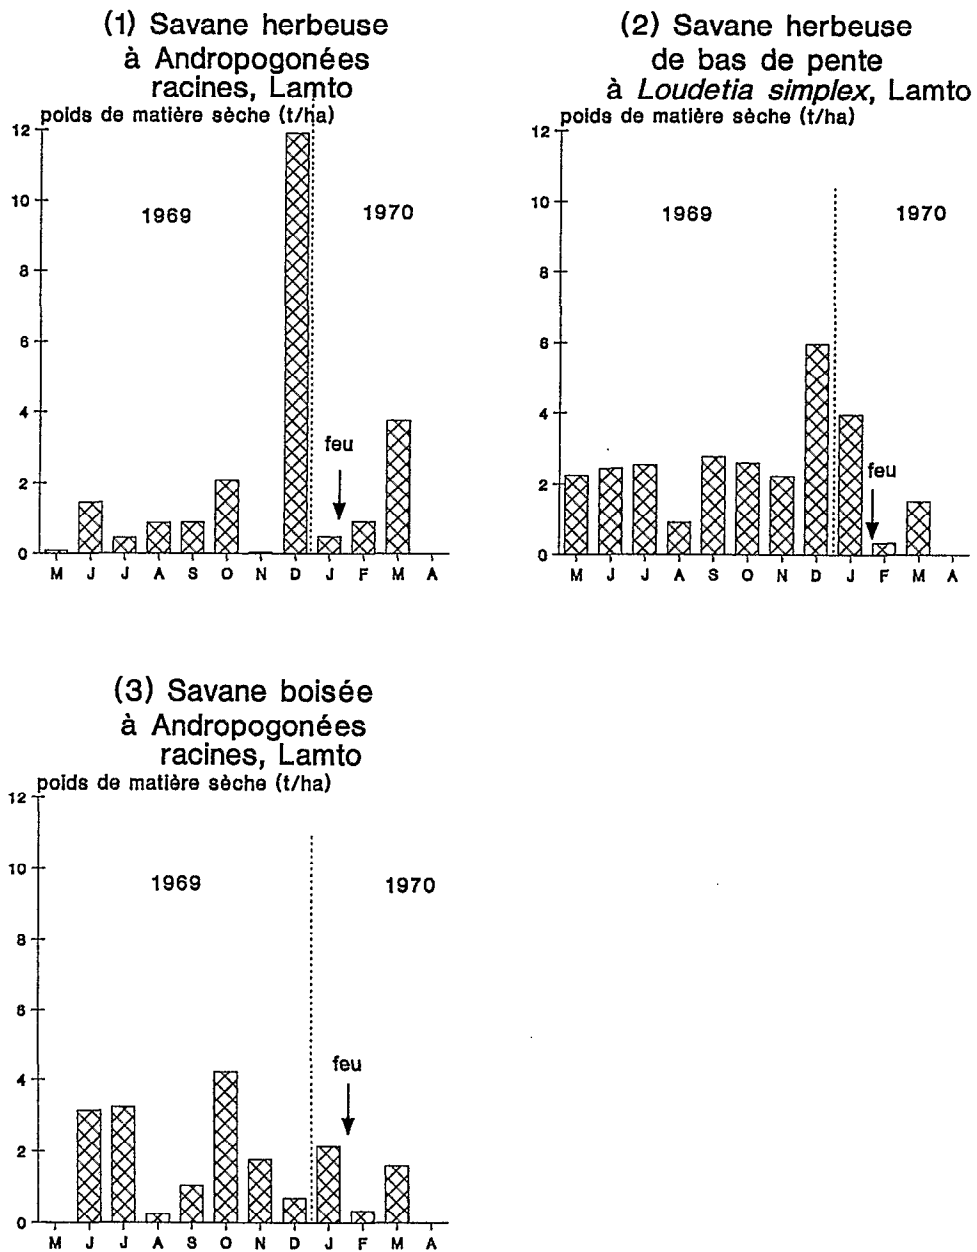 (1) Savane herbeuse
à Andropogonées
racines, Lamto
poids de matière sèche (t/ha)
12
10
8
6
4
2
0
1969
1970
feu
M J J A S O N D J F M A
(2) Savane herbeuse
de bas de pente
à Loudetia simplex, Lamto
poids de matière sèche (t/ha)
12
10
8
6
4
2
0
1969
1970
feu
M J J A S O N D J F M A
(3) Savane boisée
à Andropogonées
racines, Lamto
poids de matière sèche (t/ha)
12
10
8
6
4
2
0
1969
1970
feu
M J J A S O N D J F M A